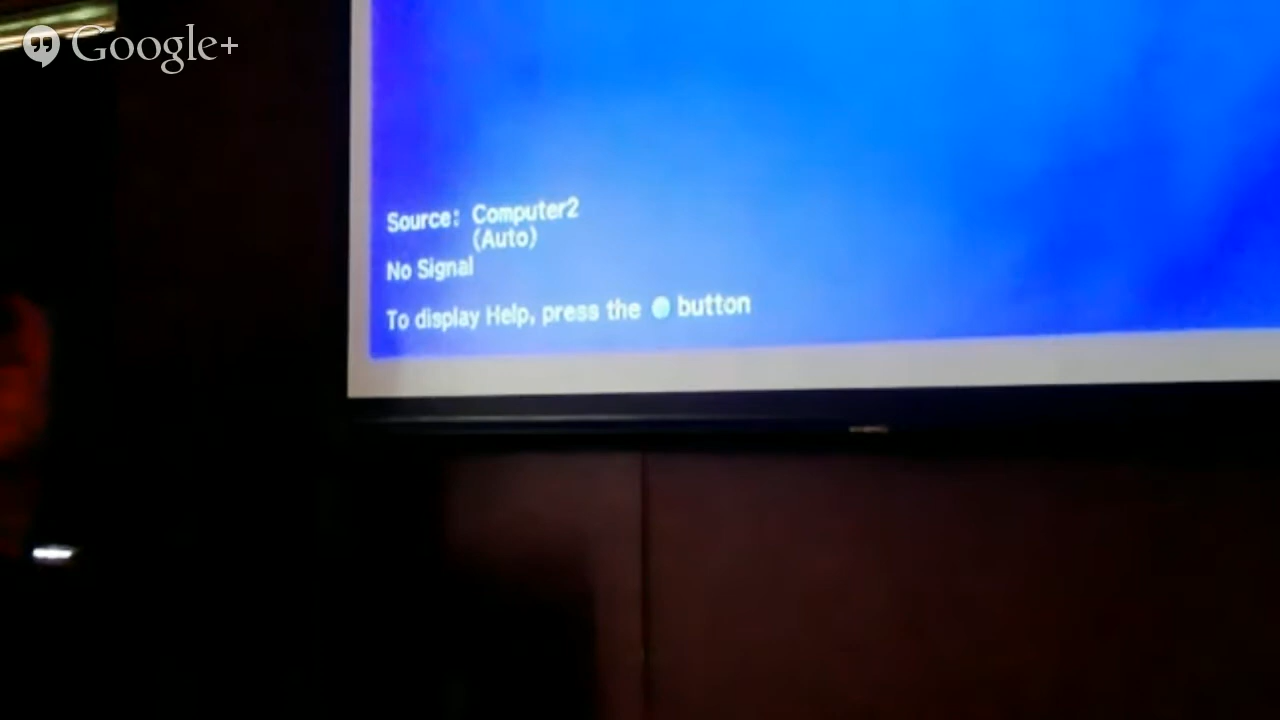 Google+
Source: Computer2
(Auto)
No Signal
To display Help, press the button